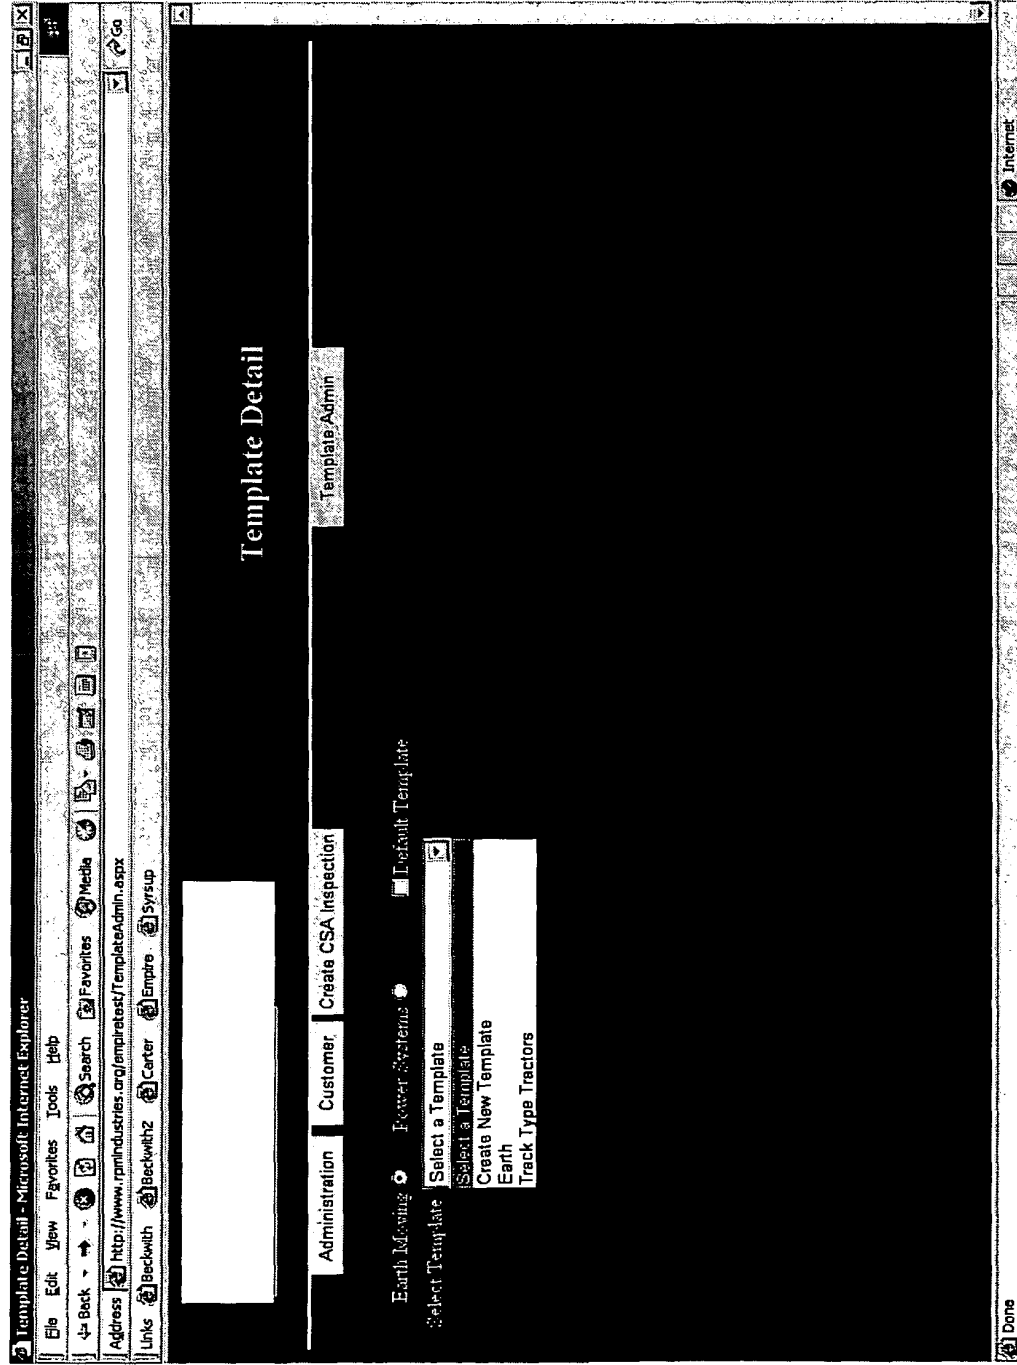 Template Detail - Microsoft Internet Explorer
File Edit View Favorites Tools Help
Back Search Favorites Media
Address http://www.rpmindustries.org/empiretest/TemplateAdmin.aspx Go
Links Beckwith Beckwith2 Carter Empire Syrsup
Template Detail
Administration Customer Create CSA Inspection Template Admin
Earth Moving Power Systems Default Template
Select Template Select a Template
Select a Template
Create New Template
Earth
Track Type Tractors
Done Internet